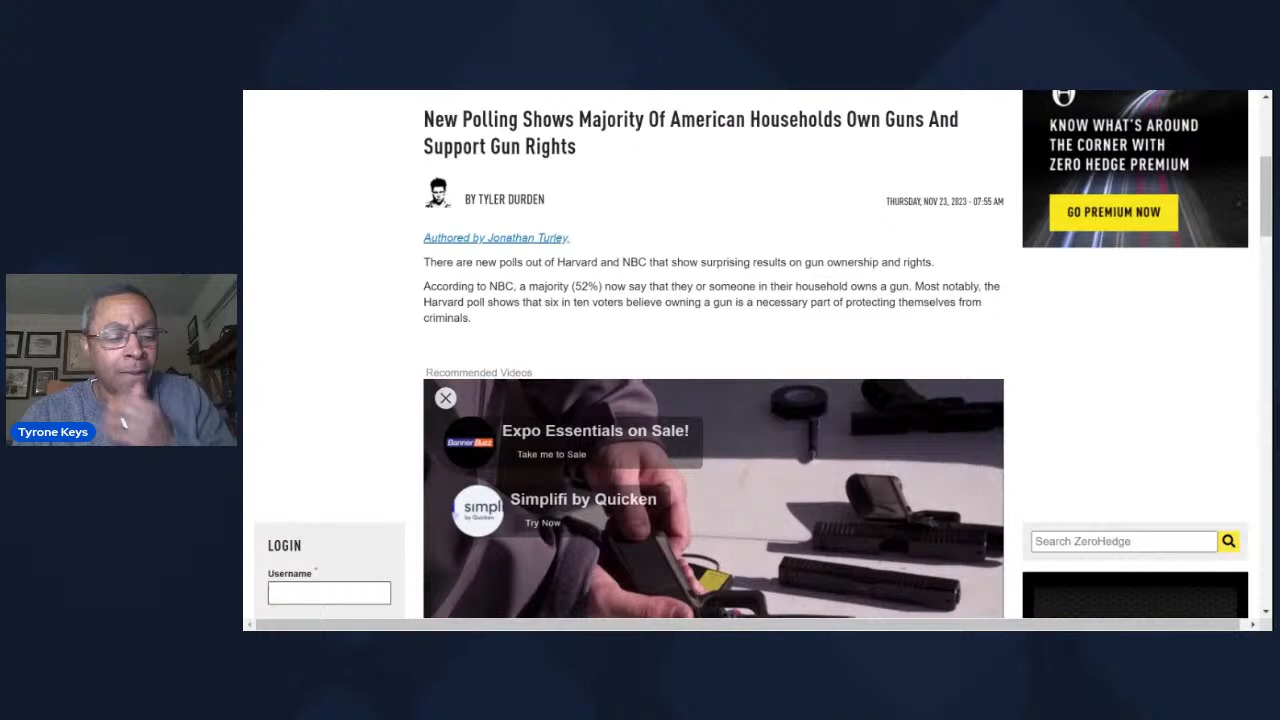 New Polling Shows Majority Of American Households Own Guns And
Support Gun Rights
BY TYLER DURDEN
THURSDAY, NOV 23, 2023 - 07:55 AM
Authored by Jonathan Turley,
There are new polls out of Harvard and NBC that show surprising results on gun ownership and rights.
According to NBC, a majority (52%) now say that they or someone in their household owns a gun. Most notably, the
Harvard poll shows that six in ten voters believe owning a gun is a necessary part of protecting themselves from
criminals.
Recommended Videos
BannerBuzz
Expo Essentials on Sale!
Take me to Sale
simpli
by Quicken
Simplifi by Quicken
Try Now
KNOW WHAT'S AROUND
THE CORNER WITH
ZERO HEDGE PREMIUM
GO PREMIUM NOW
Tyrone Keys
LOGIN
Username *
Search ZeroHedge